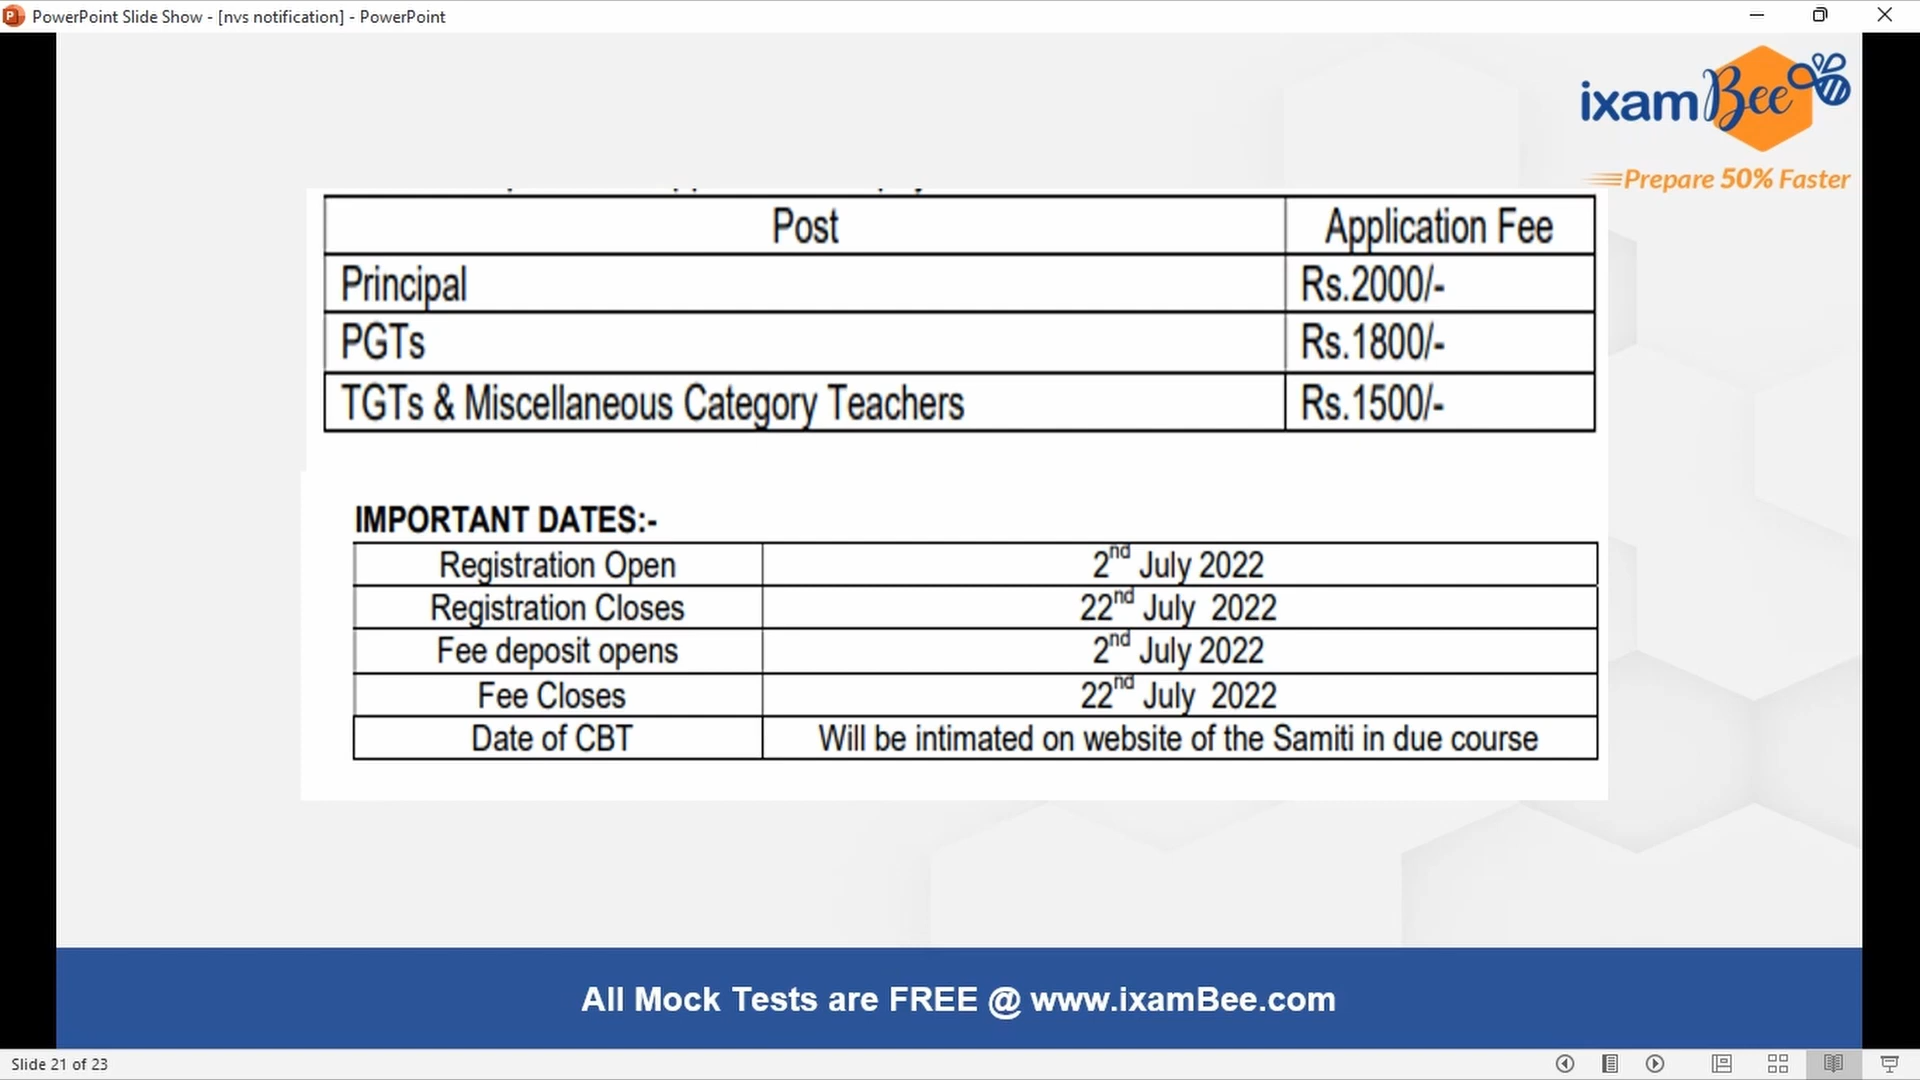 PowerPoint Slide Show - [nvs notification] - PowerPoint
ixamBee
Prepare 50% Faster
Post Application Fee
Principal Rs.2000/-
PGTs Rs.1800/-
TGTs & Miscellaneous Category Teachers Rs.1500/-
IMPORTANT DATES:-
Registration Open 2nd July 2022
Registration Closes 22nd July 2022
Fee deposit opens 2nd July 2022
Fee Closes 22nd July 2022
Date of CBT Will be intimated on website of the Samiti in due course
All Mock Tests are FREE @ www.ixamBee.com
Slide 21 of 23